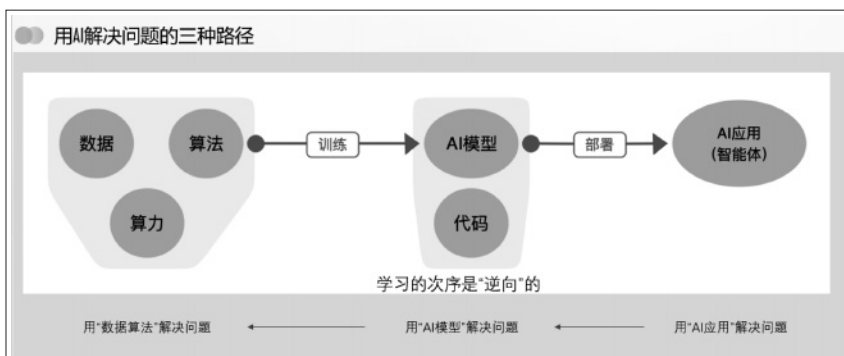 用AI解决问题的三种路径
数据
算法
训练
AI模型
部署
AI应用
(智能体)
算力
代码
学习的次序是“逆向”的
用“数据算法”解决问题
用“AI模型”解决问题
用“AI应用”解决问题